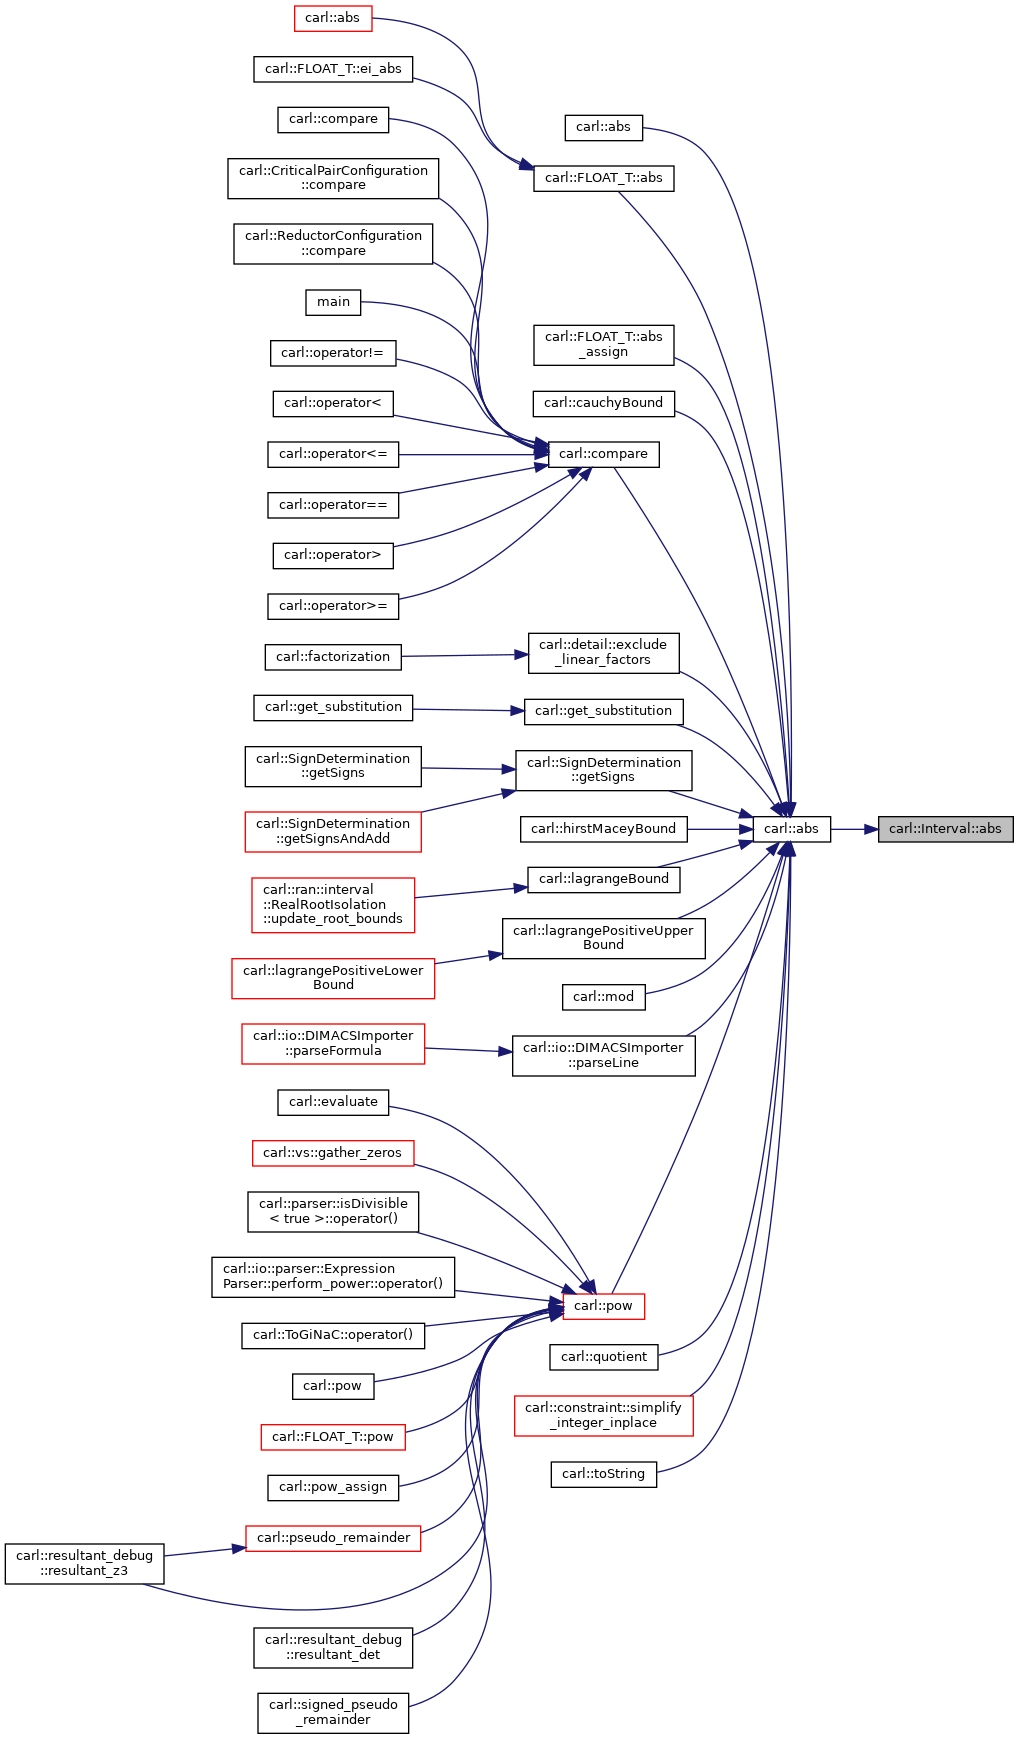 carl::abs
carl::FLOAT_T::ei_abs
carl::compare
carl::CriticalPairConfiguration
::compare
carl::ReductorConfiguration
::compare
main
carl::operator!=
carl::operator<
carl::operator<=
carl::operator==
carl::operator>
carl::operator>=
carl::factorization
carl::get_substitution
carl::SignDetermination
::getSigns
carl::SignDetermination
::getSignsAndAdd
carl::ran::interval
::RealRootIsolation
::update_root_bounds
carl::lagrangePositiveLower
Bound
carl::io::DIMACSImporter
::parseFormula
carl::evaluate
carl::vs::gather_zeros
carl::parser::isDivisible
< true >::operator()
carl::io::parser::Expression
Parser::perform_power::operator()
carl::ToGiNaC::operator()
carl::pow
carl::FLOAT_T::pow
carl::pow_assign
carl::pseudo_remainder
carl::resultant_debug
::resultant_z3
carl::resultant_debug
::resultant_det
carl::signed_pseudo
_remainder
carl::abs
carl::FLOAT_T::abs
carl::FLOAT_T::abs
_assign
carl::cauchyBound
carl::compare
carl::detail::exclude
_linear_factors
carl::get_substitution
carl::SignDetermination
::getSigns
carl::hirstMaceyBound
carl::lagrangeBound
carl::lagrangePositiveUpper
Bound
carl::mod
carl::io::DIMACSImporter
::parseLine
carl::pow
carl::quotient
carl::constraint::simplify
_integer_inplace
carl::toString
carl::abs
carl::Interval::abs